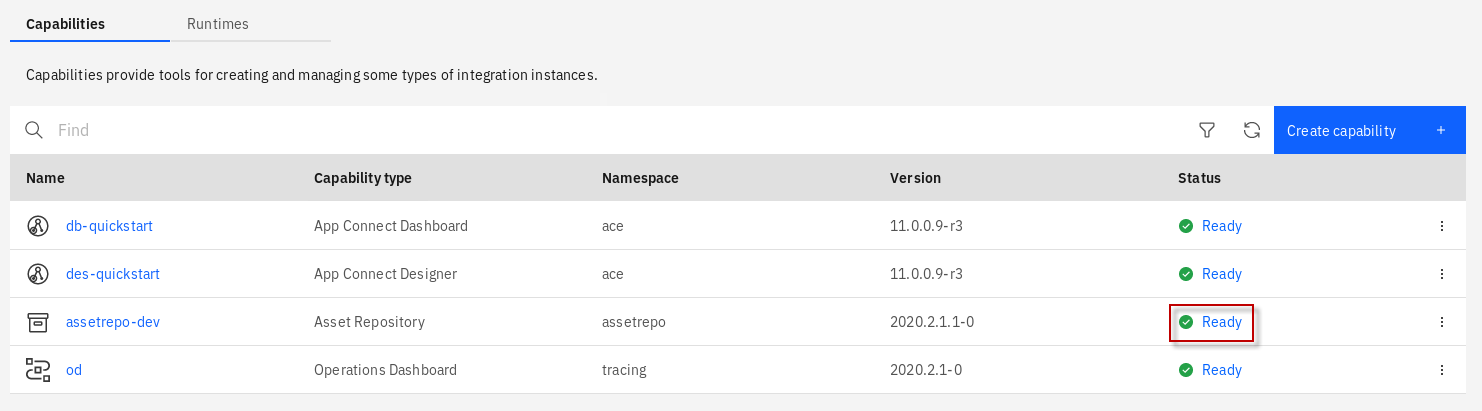 Capabilities Runtimes
Capabilities provide tools for creating and managing some types of integration instances.
Find Create capability +
Name Capability type Namespace Version Status
db-quickstart App Connect Dashboard ace 11.0.0.9-r3 Ready
des-quickstart App Connect Designer ace 11.0.0.9-r3 Ready
assetrepo-dev Asset Repository assetrepo 2020.2.1.1-0 Ready
od Operations Dashboard tracing 2020.2.1-0 Ready